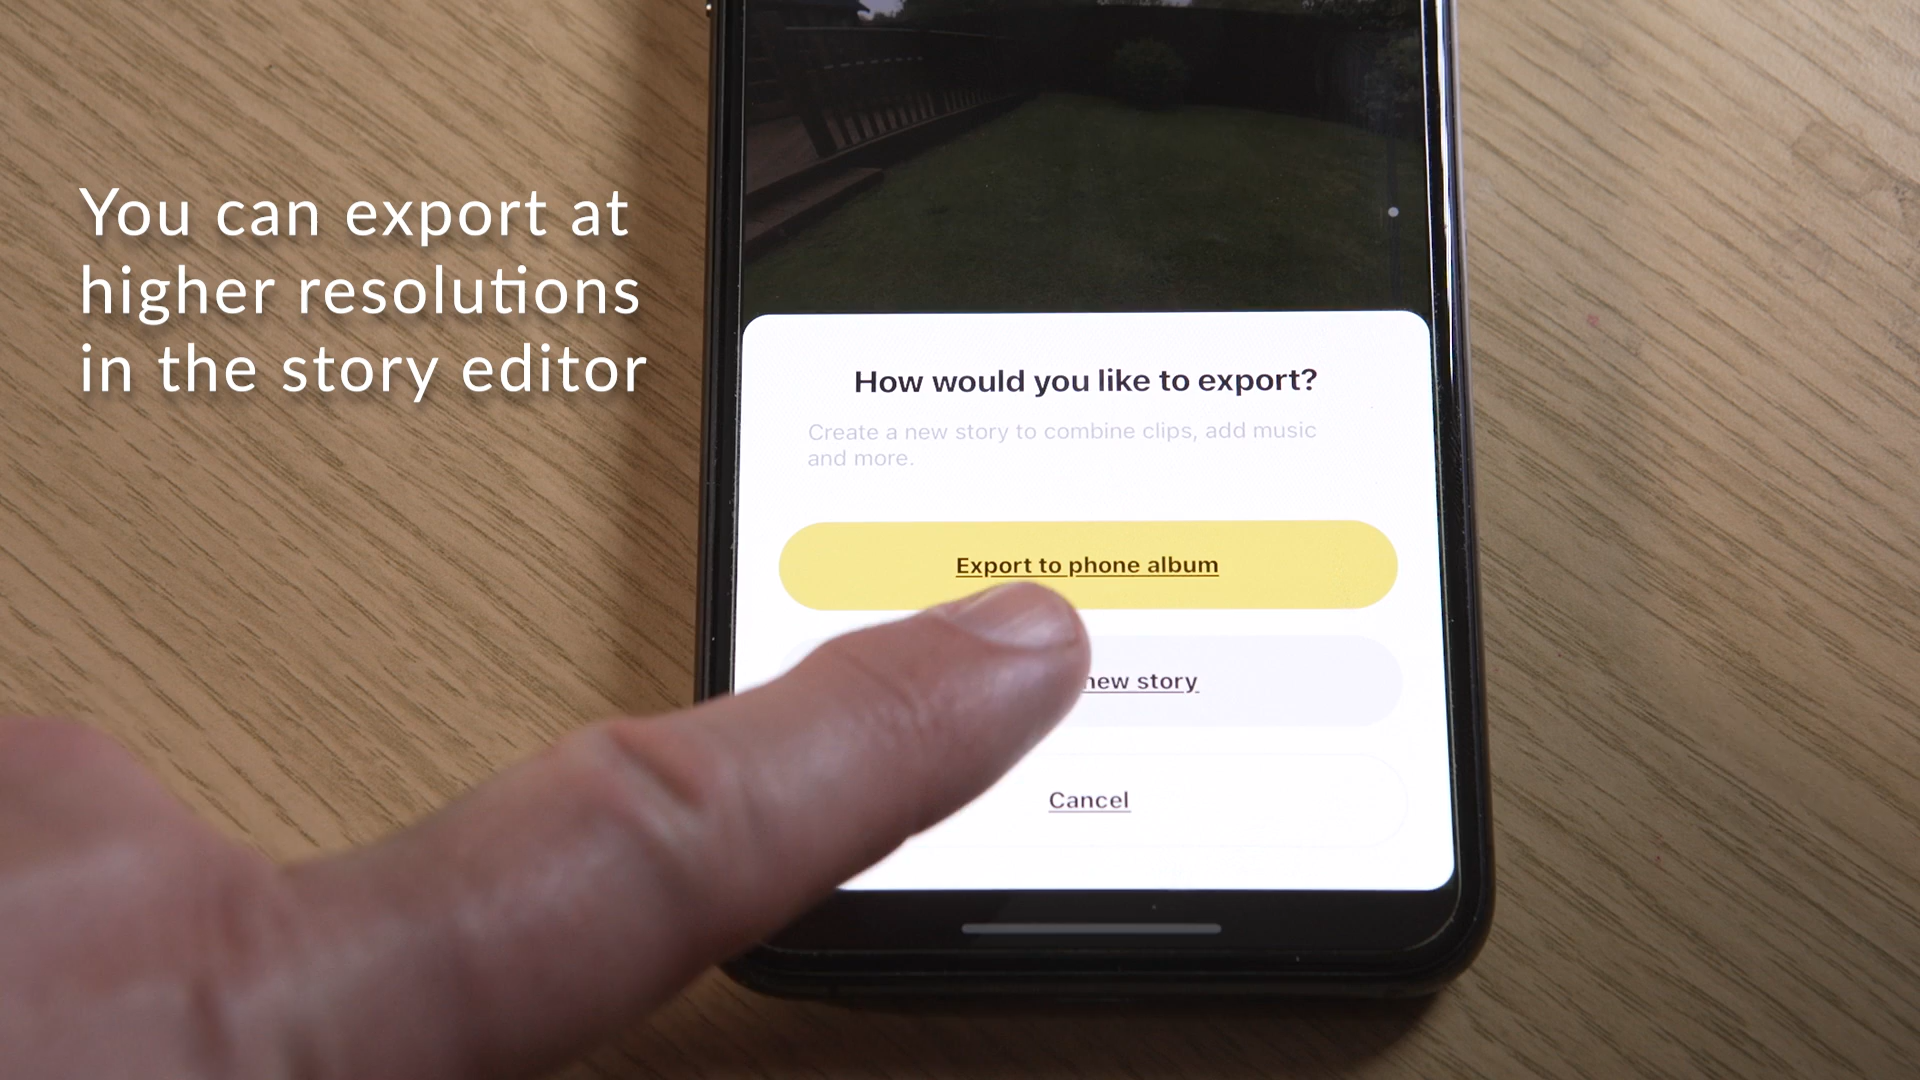 You can export at
higher resolutions
in the story editor
How would you like to export?
Create a new story to combine clips, add music
and more.
Export to phone album
new story
Cancel